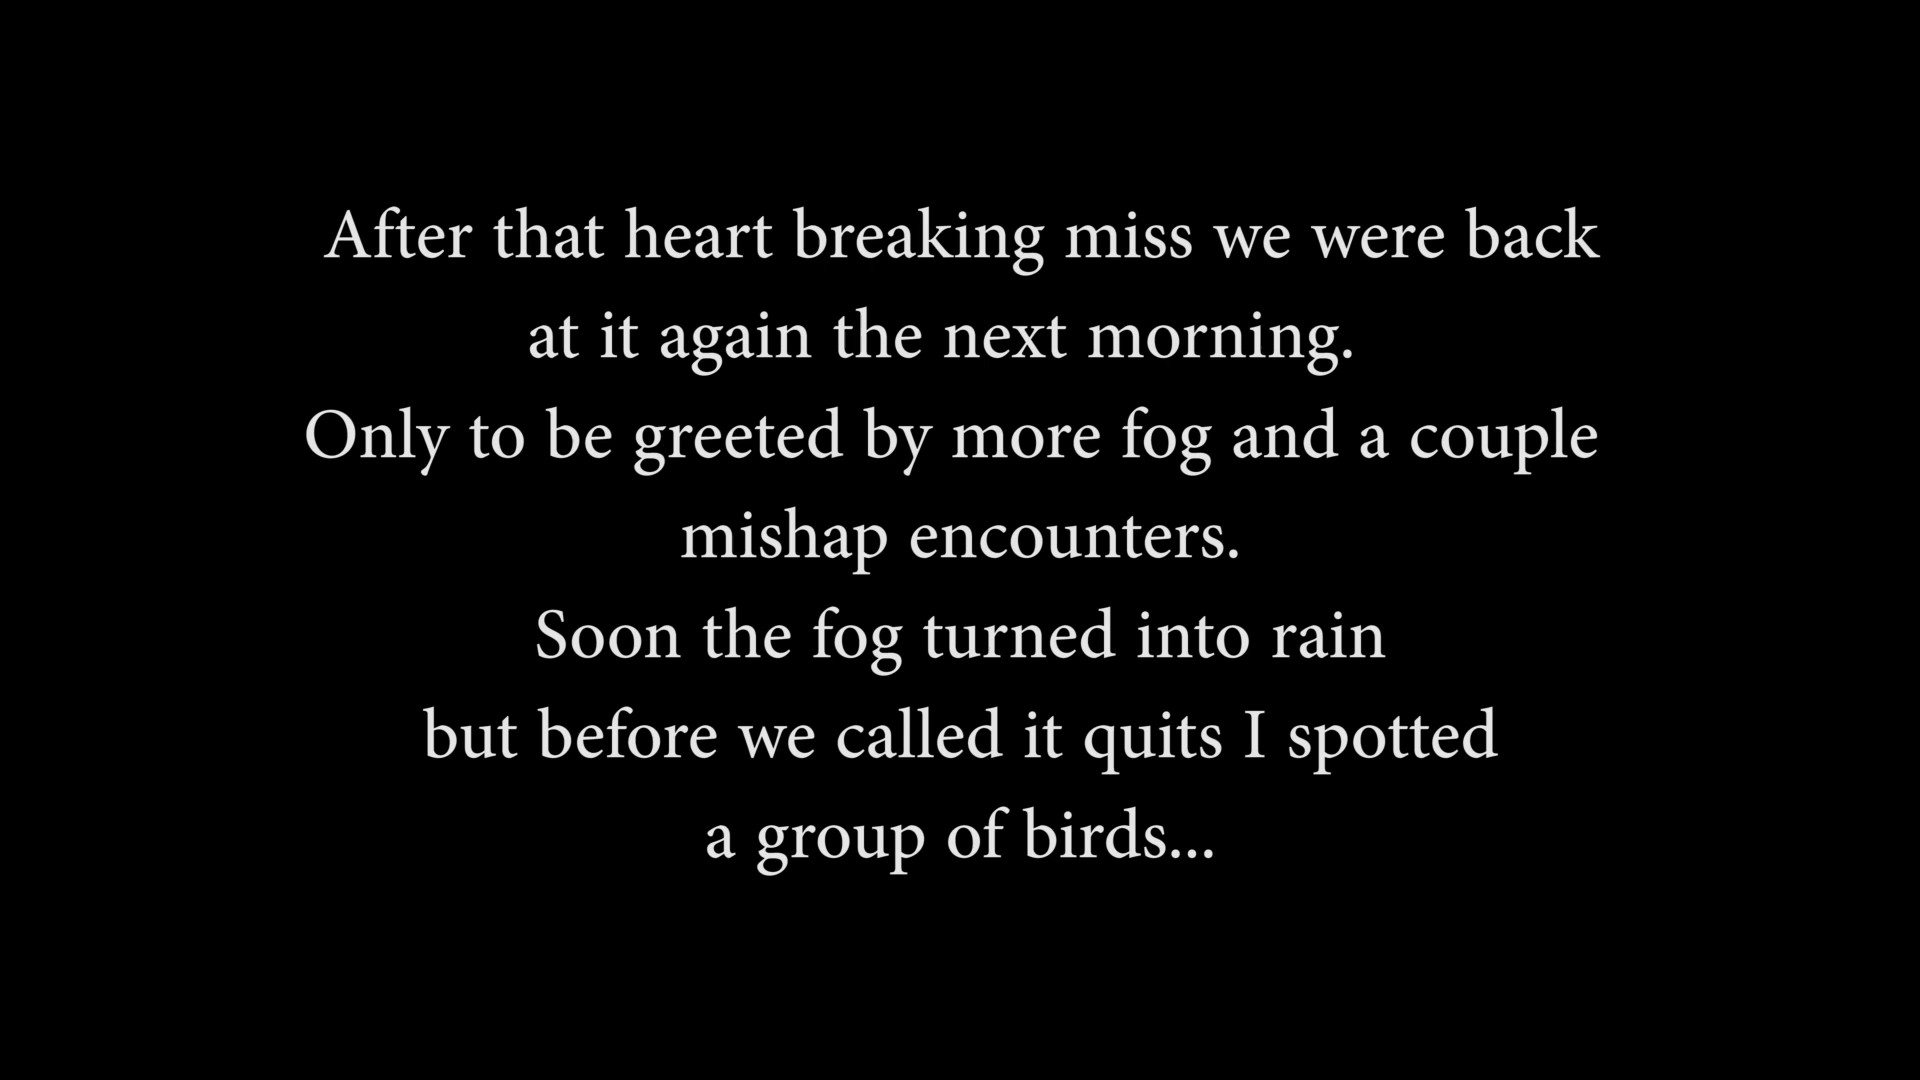 After that heart breaking miss we were back
at it again the next morning.
Only to be greeted by more fog and a couple
mishap encounters.
Soon the fog turned into rain
but before we called it quits I spotted
a group of birds...